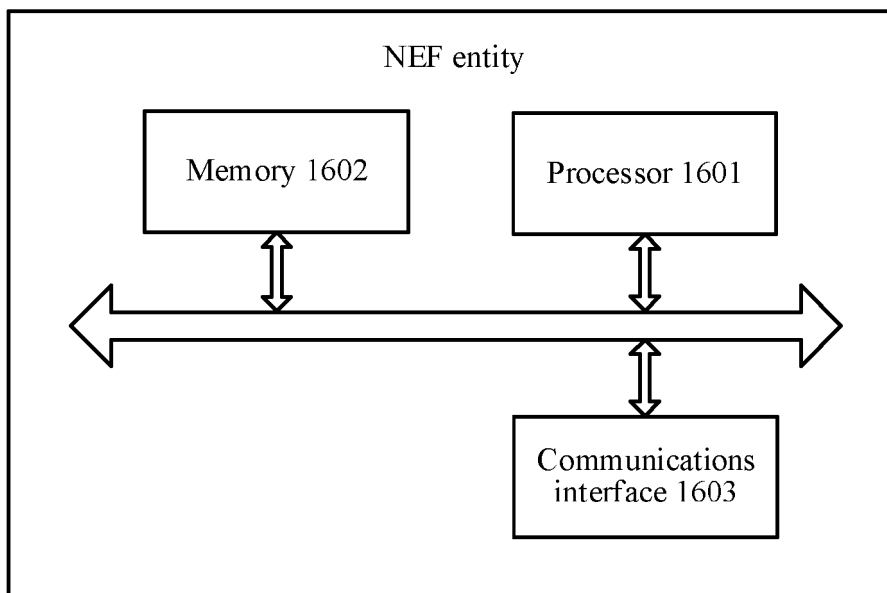 NEF entity
Memory 1602
Processor 1601
Communications
interface 1603